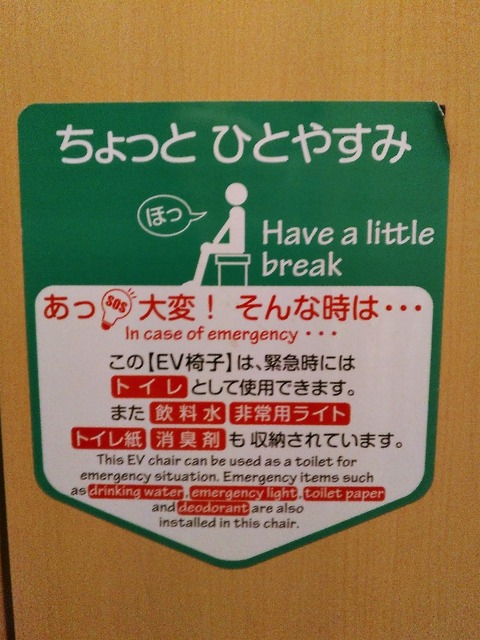 ちょっと ひとやすみ
ほっ
Have a little
break
あっ SOS 大変! そんな時は・・・
In case of emergency ・・・
この【EV椅子】は、緊急時には
トイレ として使用できます。
また 飲料水 非常用ライト
トイレ紙 消臭剤 も 収納されています。
This EV chair can be used as a toilet for
emergency situation. Emergency items such
as drinking water, emergency light, toilet paper
and deodorant are also
installed in this chair.